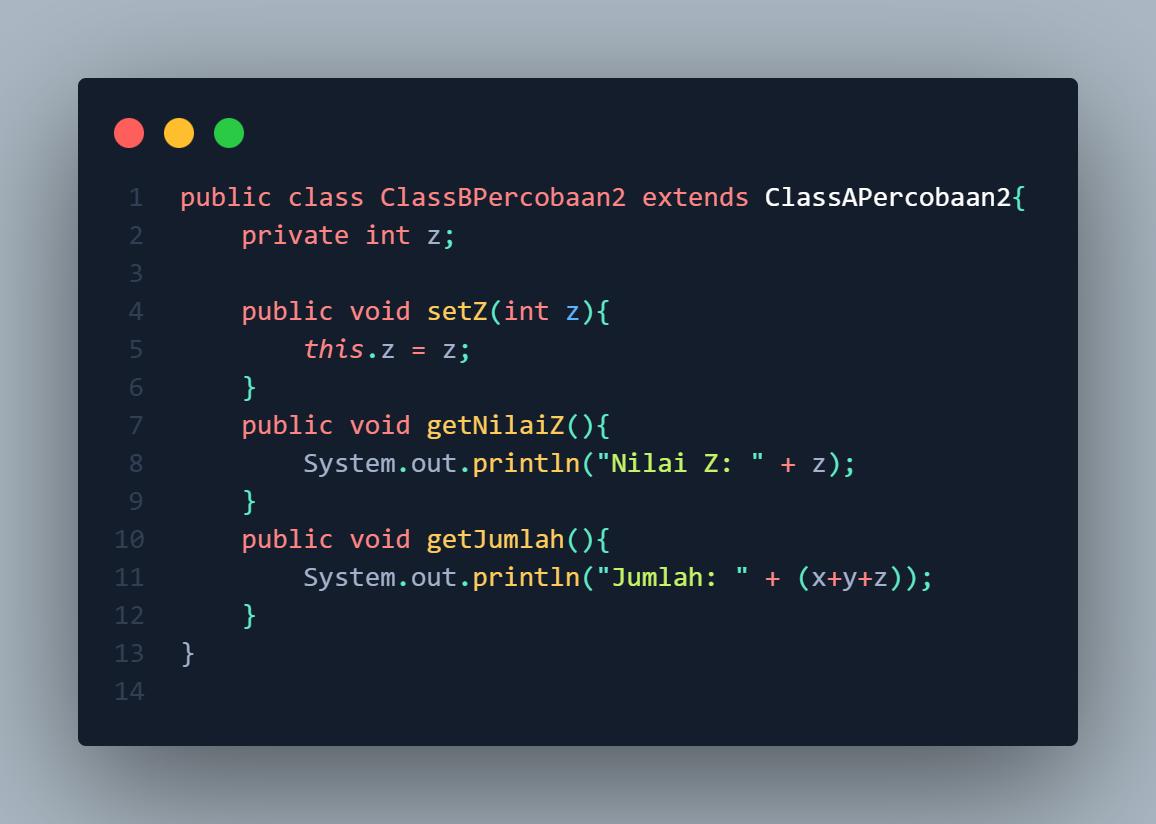 1 public class ClassBPercobaan2 extends ClassAPercobaan2{
2     private int z;
3
4     public void setZ(int z){
5         this.z = z;
6     }
7     public void getNilaiZ(){
8         System.out.println("Nilai Z: " + z);
9     }
10     public void getJumlah(){
11         System.out.println("Jumlah: " + (x+y+z));
12     }
13 }
14